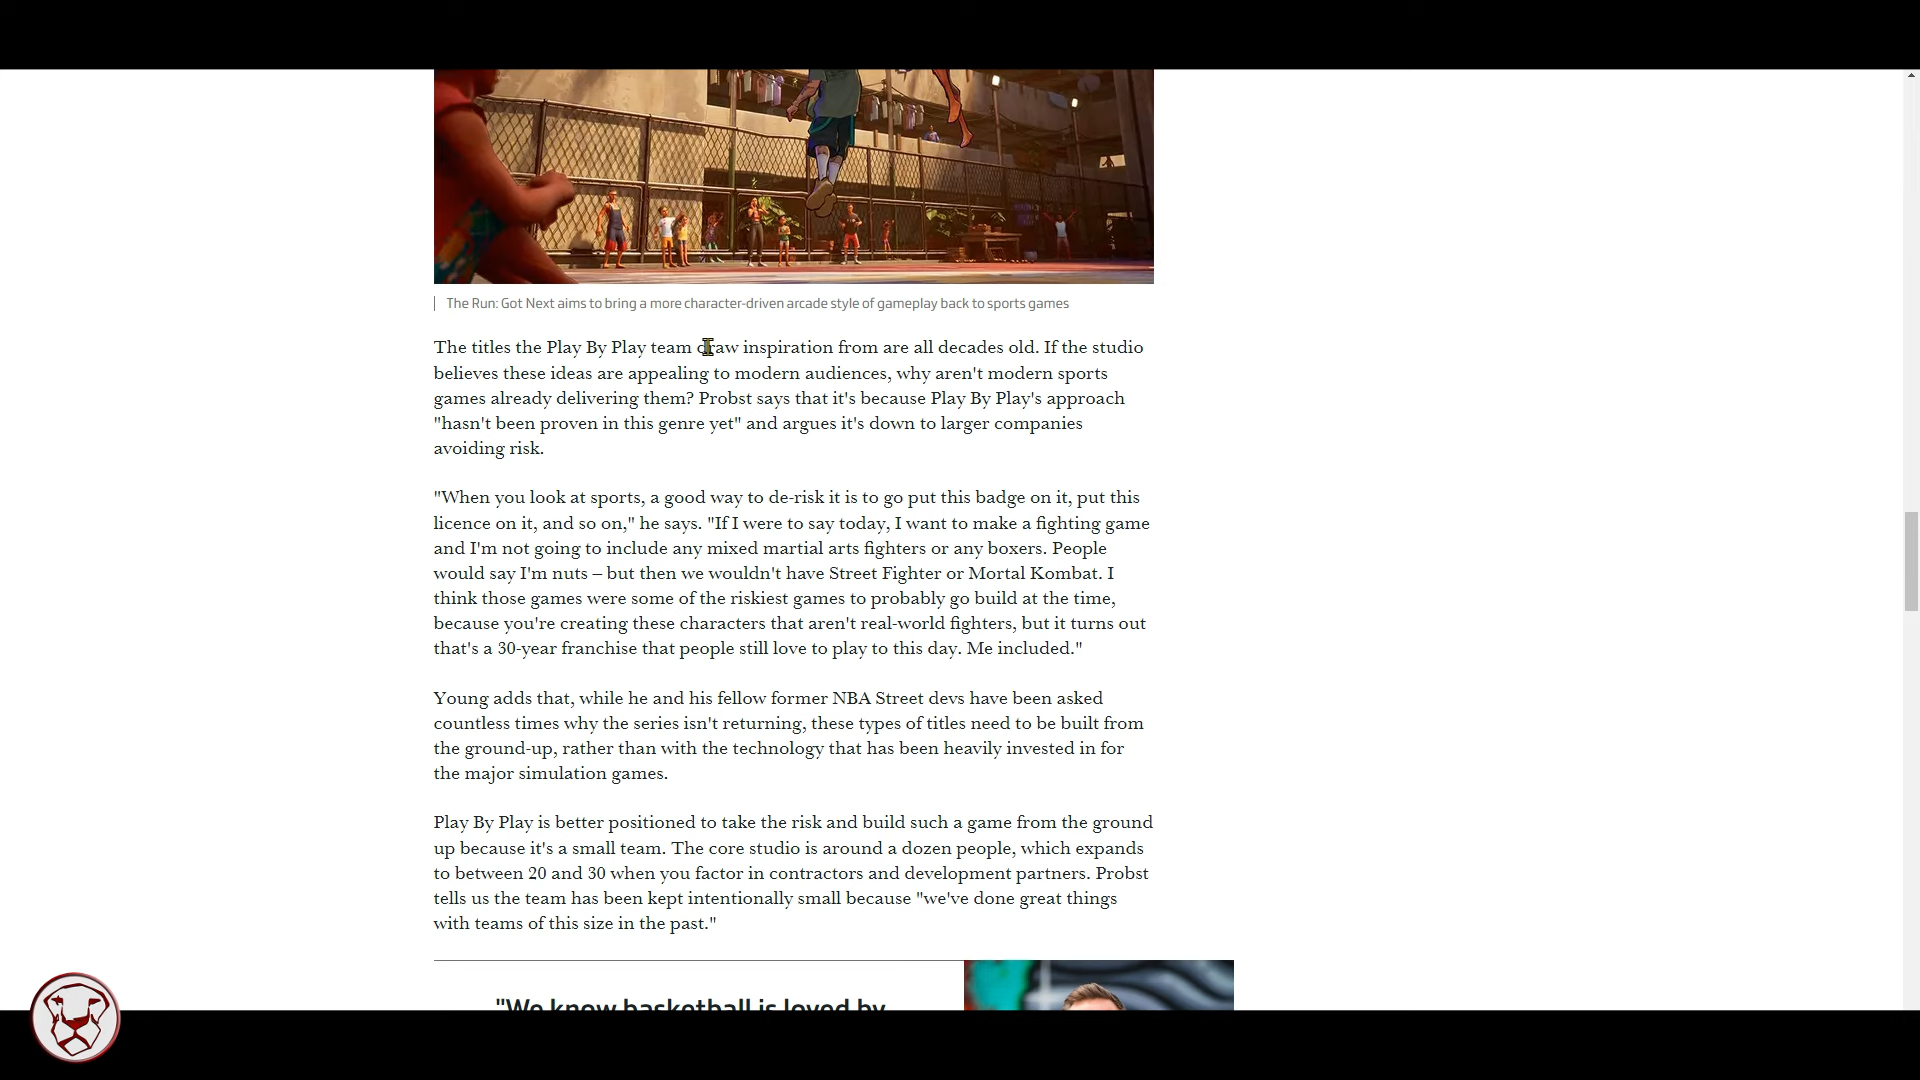 The Run: Got Next aims to bring a more character-driven arcade style of gameplay back to sports games
The titles the Play By Play team draw inspiration from are all decades old. If the studio
believes these ideas are appealing to modern audiences, why aren't modern sports
games already delivering them? Probst says that it's because Play By Play's approach
"hasn't been proven in this genre yet" and argues it's down to larger companies
avoiding risk.
"When you look at sports, a good way to de-risk it is to go put this badge on it, put this
licence on it, and so on," he says. "If I were to say today, I want to make a fighting game
and I'm not going to include any mixed martial arts fighters or any boxers. People
would say I'm nuts – but then we wouldn't have Street Fighter or Mortal Kombat. I
think those games were some of the riskiest games to probably go build at the time,
because you're creating these characters that aren't real-world fighters, but it turns out
that's a 30-year franchise that people still love to play to this day. Me included."
Young adds that, while he and his fellow former NBA Street devs have been asked
countless times why the series isn't returning, these types of titles need to be built from
the ground-up, rather than with the technology that has been heavily invested in for
the major simulation games.
Play By Play is better positioned to take the risk and build such a game from the ground
up because it's a small team. The core studio is around a dozen people, which expands
to between 20 and 30 when you factor in contractors and development partners. Probst
tells us the team has been kept intentionally small because "we've done great things
with teams of this size in the past."
"We know basketball is loved by